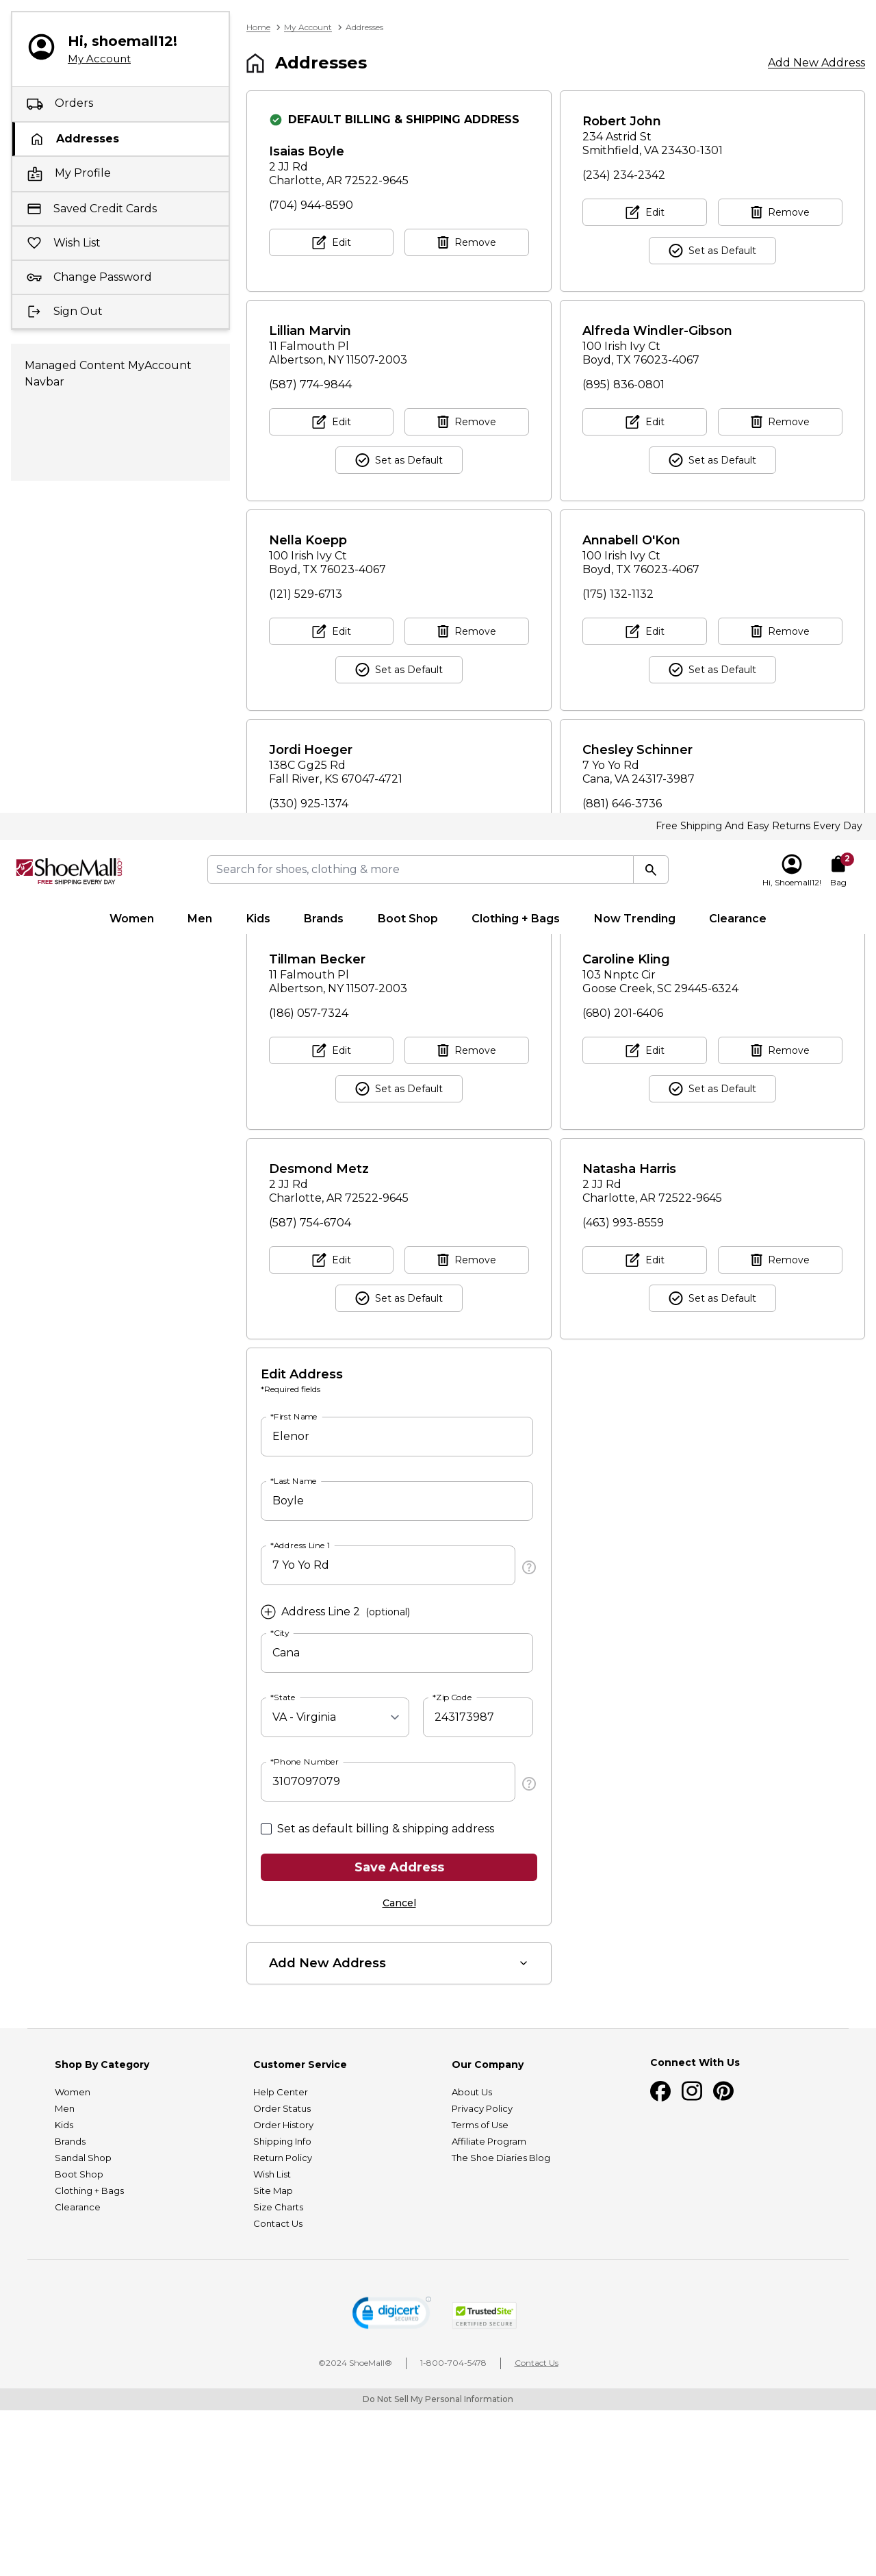 Hi, shoemall12!
My Account
Orders
Addresses
My Profile
Saved Credit Cards
Wish List
Change Password
Sign Out
Managed Content MyAccount
Navbar
Home > My Account > Addresses
Addresses
Add New Address
DEFAULT BILLING & SHIPPING ADDRESS
Isaias Boyle
2 JJ Rd
Charlotte, AR 72522-9645
(704) 944-8590
Edit
Remove
Robert John
234 Astrid St
Smithfield, VA 23430-1301
(234) 234-2342
Edit
Remove
Set as Default
Lillian Marvin
11 Falmouth Pl
Albertson, NY 11507-2003
(587) 774-9844
Edit
Remove
Set as Default
Alfreda Windler-Gibson
100 Irish Ivy Ct
Boyd, TX 76023-4067
(895) 836-0801
Edit
Remove
Set as Default
Nella Koepp
100 Irish Ivy Ct
Boyd, TX 76023-4067
(121) 529-6713
Edit
Remove
Set as Default
Annabell O'Kon
100 Irish Ivy Ct
Boyd, TX 76023-4067
(175) 132-1132
Edit
Remove
Set as Default
Jordi Hoeger
138C Gg25 Rd
Fall River, KS 67047-4721
(330) 925-1374
Chesley Schinner
7 Yo Yo Rd
Cana, VA 24317-3987
(881) 646-3736
Free Shipping And Easy Returns Every Day
ShoeMall.com
FREE SHIPPING EVERY DAY
Search for shoes, clothing & more
Hi, Shoemall12!
2
Bag
Women
Men
Kids
Brands
Boot Shop
Clothing + Bags
Now Trending
Clearance
Tillman Becker
11 Falmouth Pl
Albertson, NY 11507-2003
(186) 057-7324
Edit
Remove
Set as Default
Caroline Kling
103 Nnptc Cir
Goose Creek, SC 29445-6324
(680) 201-6406
Edit
Remove
Set as Default
Desmond Metz
2 JJ Rd
Charlotte, AR 72522-9645
(587) 754-6704
Edit
Remove
Set as Default
Natasha Harris
2 JJ Rd
Charlotte, AR 72522-9645
(463) 993-8559
Edit
Remove
Set as Default
Edit Address
*Required fields
*First Name
Elenor
*Last Name
Boyle
*Address Line 1
7 Yo Yo Rd
Address Line 2 (optional)
*City
Cana
*State
VA - Virginia
*Zip Code
243173987
*Phone Number
3107097079
Set as default billing & shipping address
Save Address
Cancel
Add New Address
Shop By Category
Women
Men
Kids
Brands
Sandal Shop
Boot Shop
Clothing + Bags
Clearance
Customer Service
Help Center
Order Status
Order History
Shipping Info
Return Policy
Wish List
Site Map
Size Charts
Contact Us
Our Company
About Us
Privacy Policy
Terms of Use
Affiliate Program
The Shoe Diaries Blog
Connect With Us
digicert
SECURED
TrustedSite
CERTIFIED SECURE
©2024 ShoeMall®
1-800-704-5478
Contact Us
Do Not Sell My Personal Information